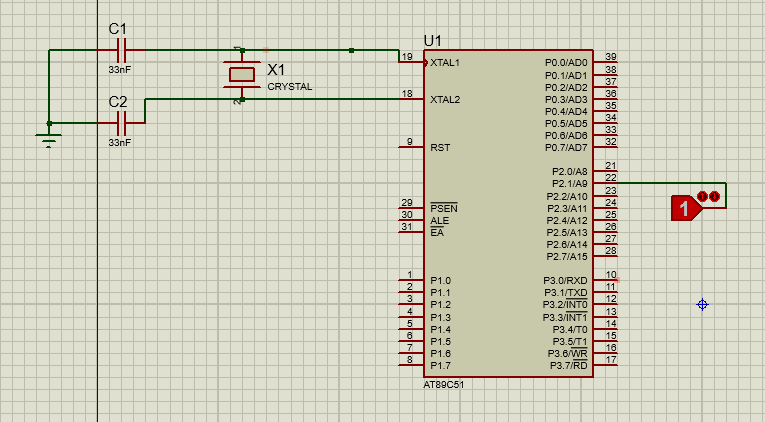 C1
33nF
C2
33nF
1
X1
CRYSTAL
2
U1
19 XTAL1
18 XTAL2
9 RST
29 PSEN
30 ALE
31 EA
1 P1.0
2 P1.1
3 P1.2
4 P1.3
5 P1.4
6 P1.5
7 P1.6
8 P1.7
P0.0/AD0 39
P0.1/AD1 38
P0.2/AD2 37
P0.3/AD3 36
P0.4/AD4 35
P0.5/AD5 34
P0.6/AD6 33
P0.7/AD7 32
P2.0/A8 21
P2.1/A9 22
P2.2/A10 23
P2.3/A11 24
P2.4/A12 25
P2.5/A13 26
P2.6/A14 27
P2.7/A15 28
P3.0/RXD 10
P3.1/TXD 11
P3.2/INT0 12
P3.3/INT1 13
P3.4/T0 14
P3.5/T1 15
P3.6/WR 16
P3.7/RD 17
AT89C51
1